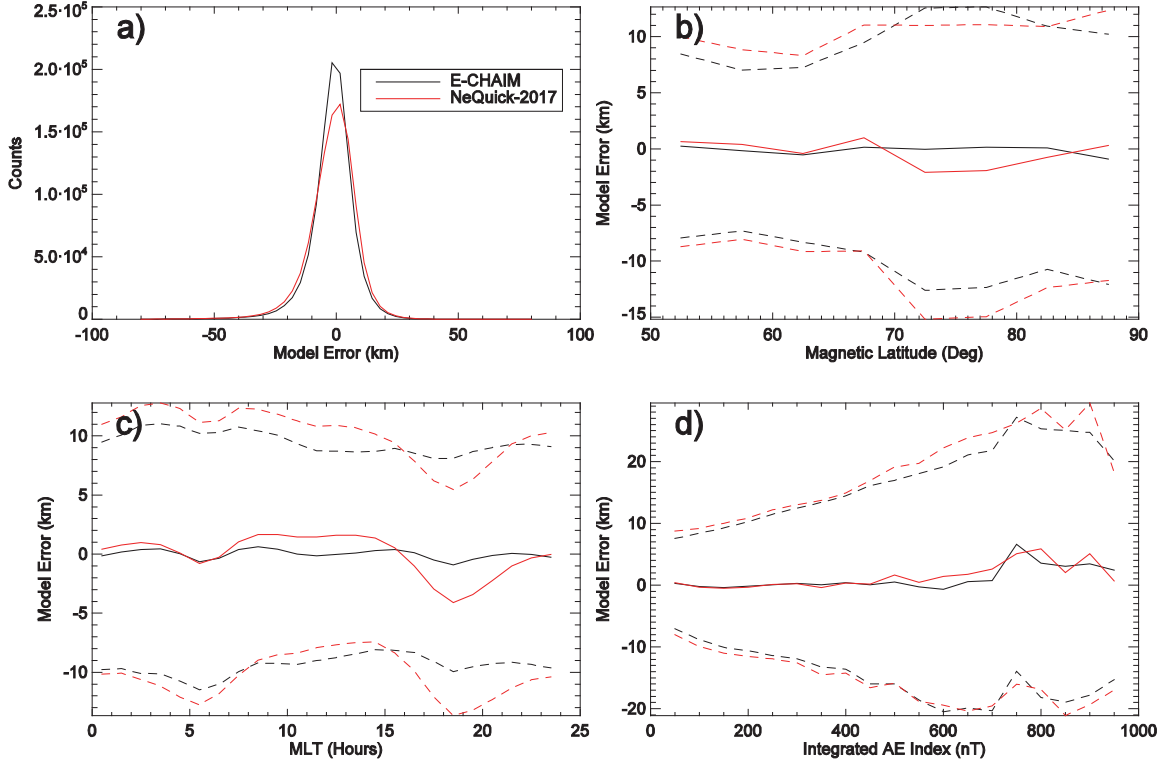 a)
2.5·10⁵
2.0·10⁵
1.5·10⁵
1.0·10⁵
5.0·10⁴
0
Counts
E-CHAIM
NeQuick-2017
-100 -50 0 50 100
Model Error (km)
b)
10
5
0
-5
-10
-15
Model Error (km)
50 60 70 80 90
Magnetic Latitude (Deg)
c)
10
5
0
-5
-10
Model Error (km)
0 5 10 15 20 25
MLT (Hours)
d)
20
10
0
-10
-20
Model Error (km)
0 200 400 600 800 1000
Integrated AE Index (nT)